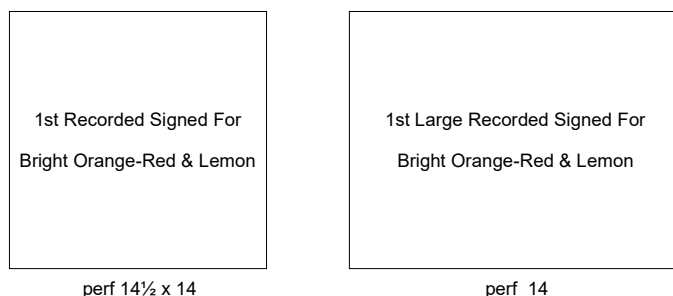 1st Recorded Signed For
Bright Orange-Red & Lemon
perf 14½ x 14
1st Large Recorded Signed For
Bright Orange-Red & Lemon
perf 14